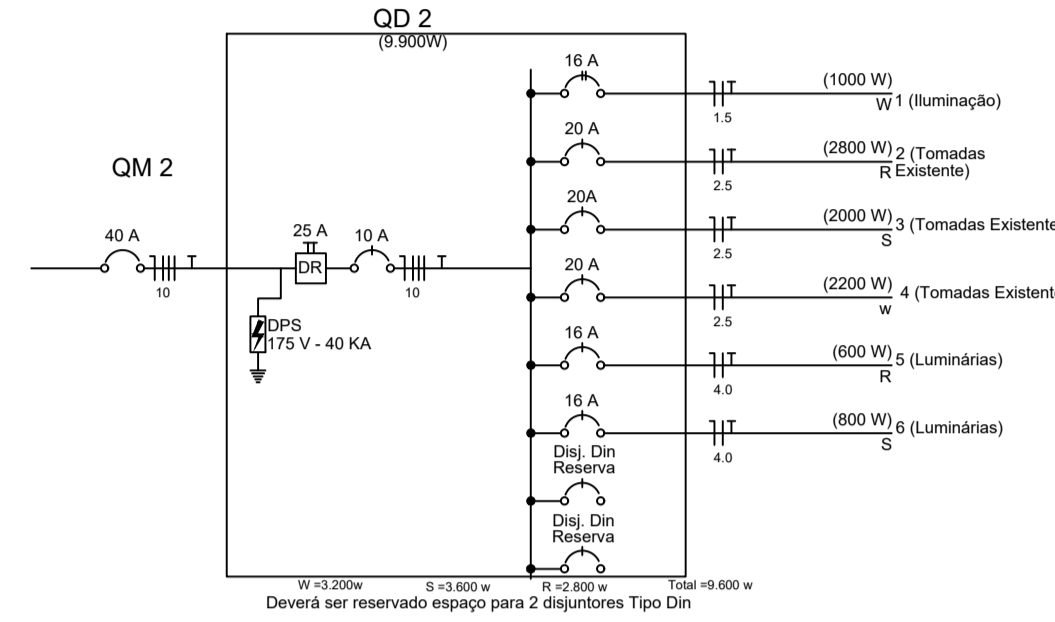 QD 2
(9.900W)
QM 2
40 A
10
25 A
DR
10 A
10
DPS
175 V - 40 KA
16 A
1.5
(1000 W)
W
1 (Iluminação)
20 A
2.5
(2800 W)
R
2 (Tomadas
Existente)
20A
2.5
(2000 W)
S
3 (Tomadas Existente
20 A
2.5
(2200 W)
w
4 (Tomadas Existent
16 A
4.0
(600 W)
R
5 (Luminárias)
16 A
4.0
(800 W)
S
6 (Luminárias)
Disj. Din
Reserva
Disj. Din
Reserva
W =3.200w
S =3.600 w
R =2.800 w
Total =9.600 w
Deverá ser reservado espaço para 2 disjuntores Tipo Din